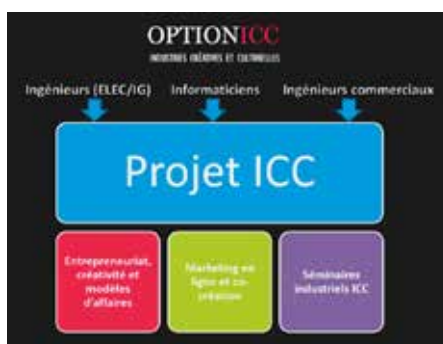 OPTIONICC
INDUSTRIES CRÉATIVES ET CULTURELLES
Ingénieurs (ELEC/IG) Informaticiens Ingénieurs commerciaux
Projet ICC
Entrepreneuriat,
créativité et
modèles
d'affaires
Marketing en
ligne et co-
création
Séminaires
industriels ICC